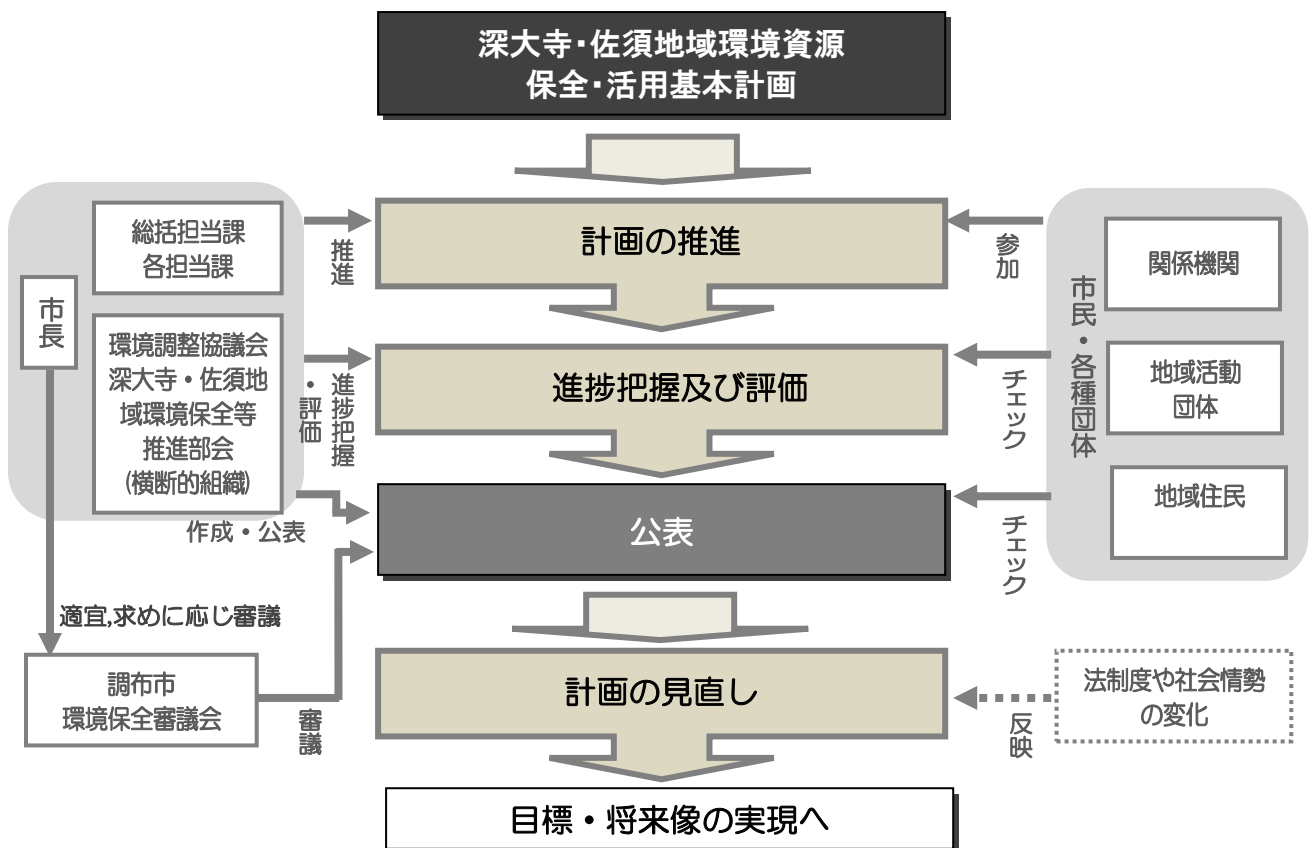 深大寺・佐須地域環境資源
保全・活用基本計画
総括担当課
各担当課
推進
計画の推進
参加
関係機関
市長
市民・各種団体
環境調整協議会
深大寺・佐須地
域環境保全等
推進部会
(横断的組織)
進捗把握
・評価
進捗把握及び評価
チェック
地域活動
団体
作成・公表
公表
チェック
地域住民
適宜,求めに応じ審議
調布市
環境保全審議会
審議
計画の見直し
反映
法制度や社会情勢
の変化
目標・将来像の実現へ